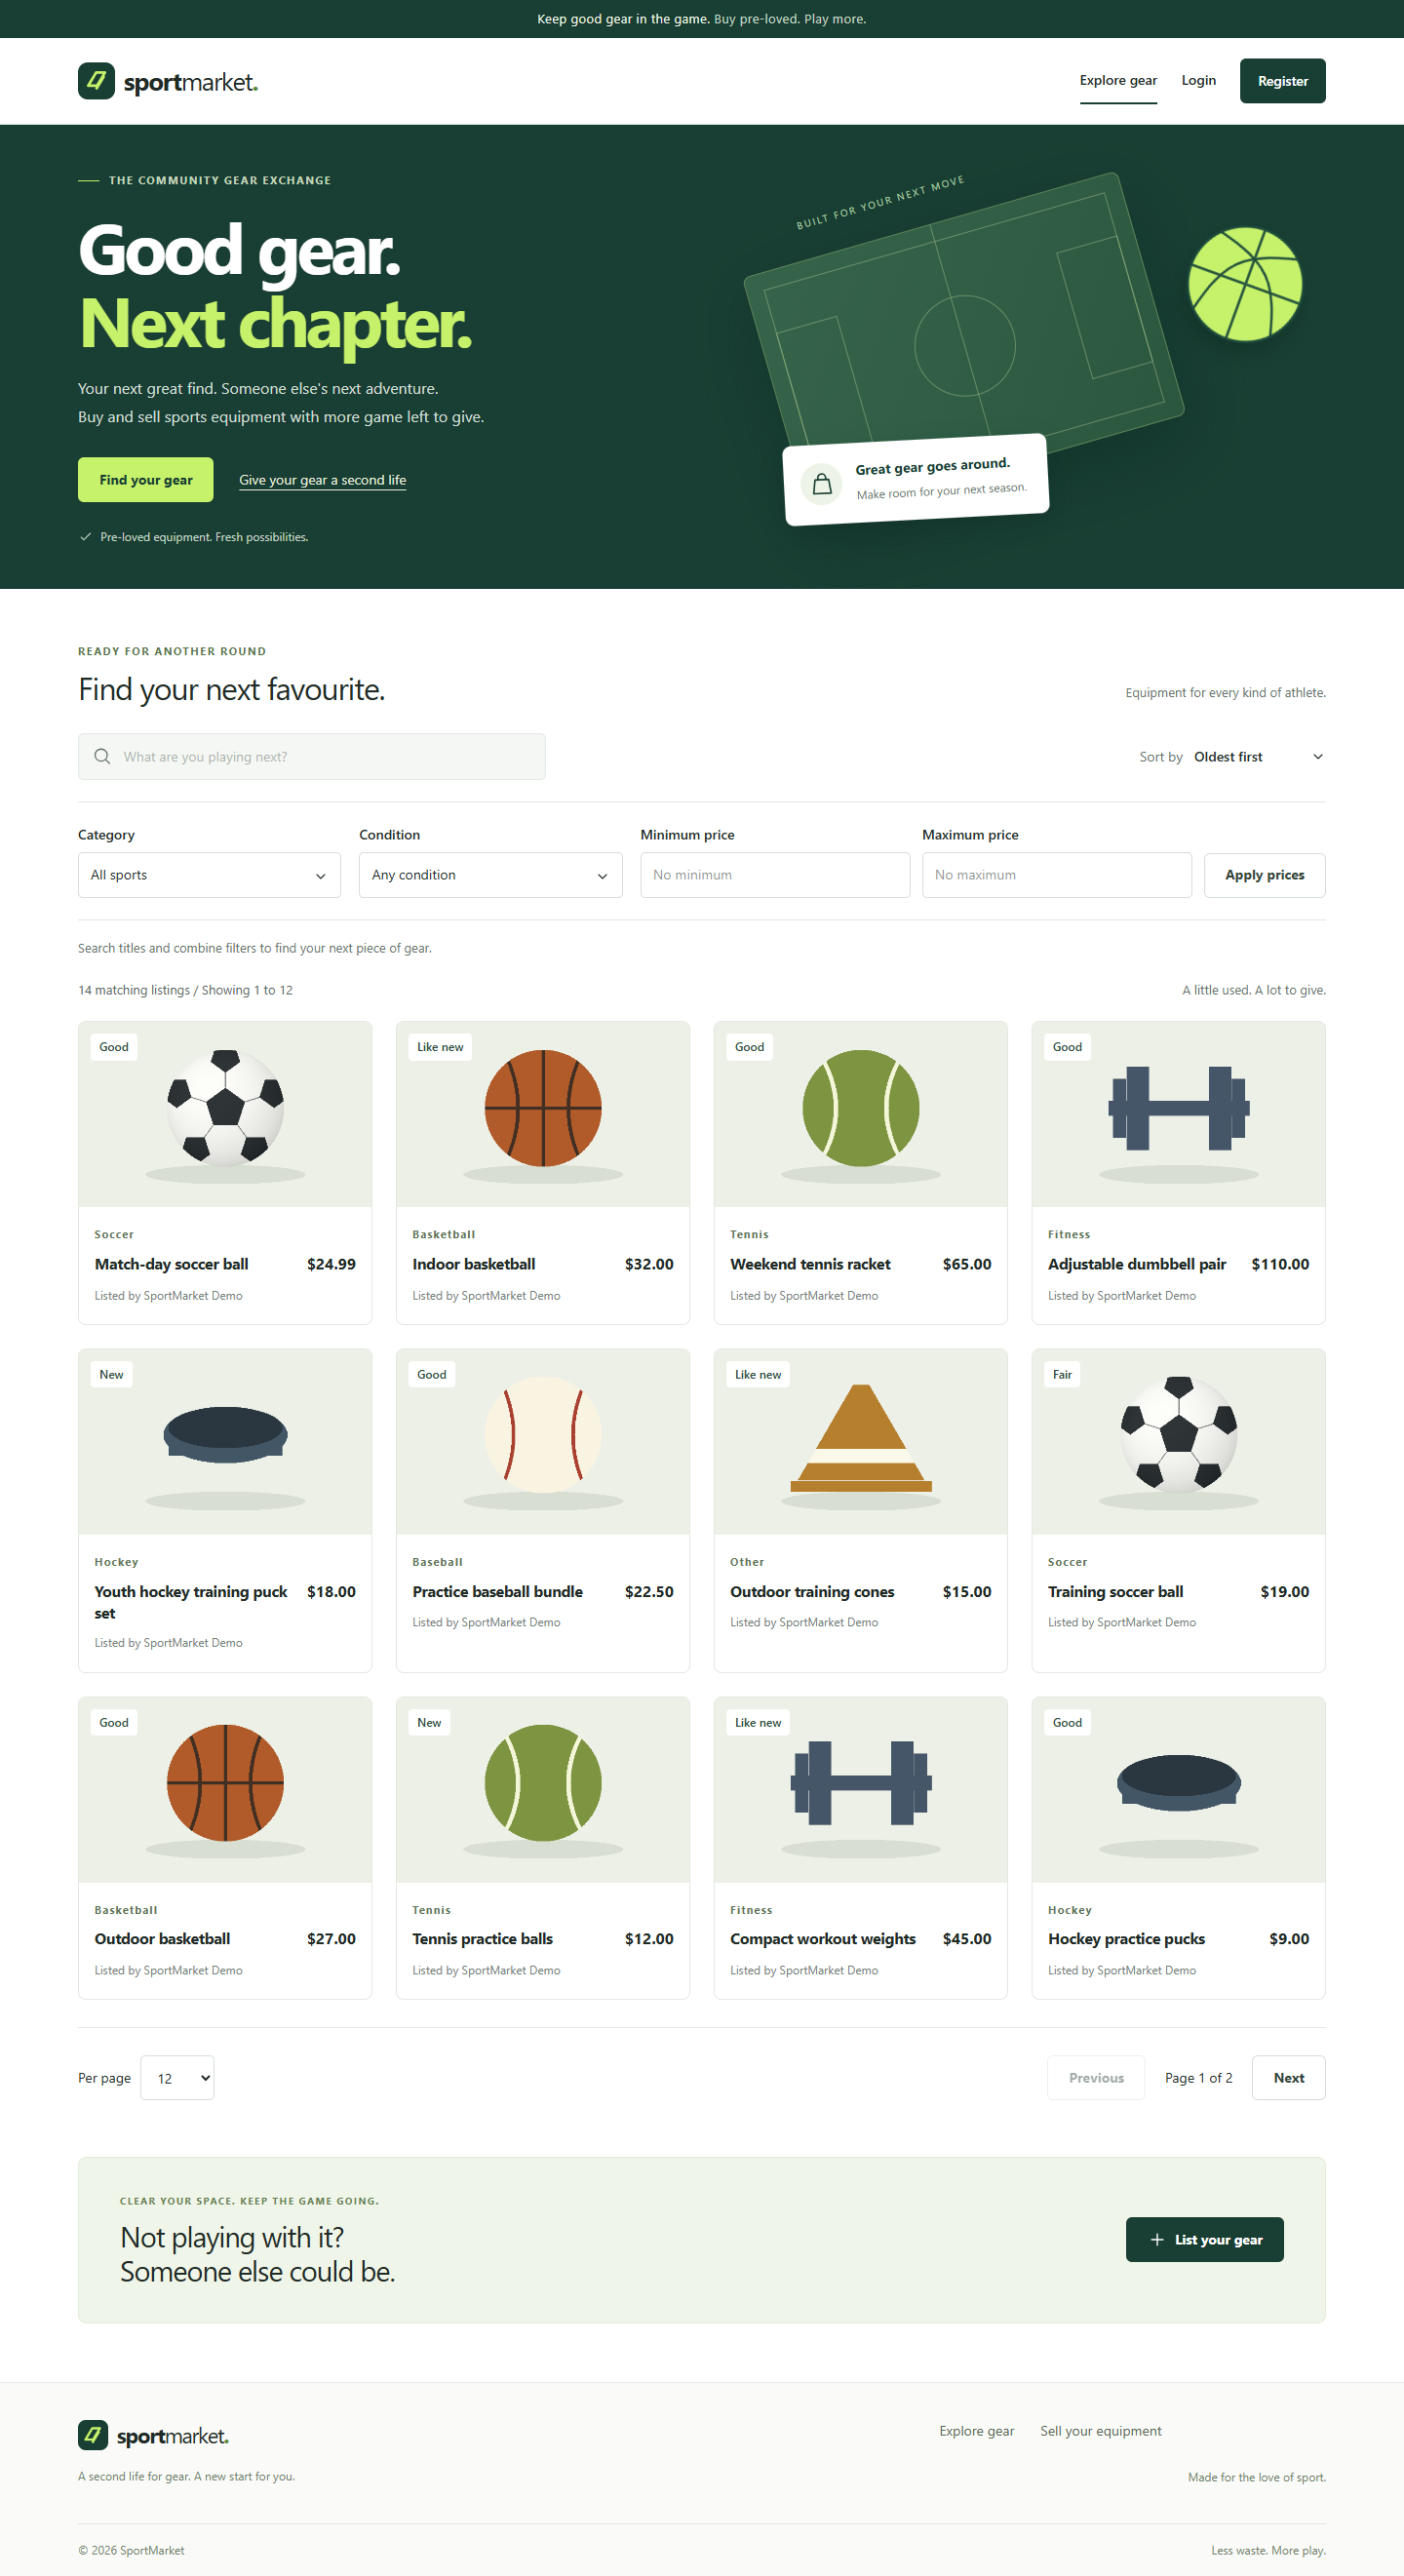 Keep good gear in the game. Buy pre-loved. Play more.
sportmarket.
Explore gear
Login
Register
THE COMMUNITY GEAR EXCHANGE
Good gear.
Next chapter.
Your next great find. Someone else's next adventure.
Buy and sell sports equipment with more game left to give.
Find your gear
Give your gear a second life
Pre-loved equipment. Fresh possibilities.
BUILT FOR YOUR NEXT MOVE
Great gear goes around.
Make room for your next season.
READY FOR ANOTHER ROUND
Find your next favourite.
Equipment for every kind of athlete.
What are you playing next?
Sort by Oldest first
Category
All sports
Condition
Any condition
Minimum price
No minimum
Maximum price
No maximum
Apply prices
Search titles and combine filters to find your next piece of gear.
14 matching listings / Showing 1 to 12
A little used. A lot to give.
Good
Soccer
Match-day soccer ball $24.99
Listed by SportMarket Demo
Like new
Basketball
Indoor basketball $32.00
Listed by SportMarket Demo
Good
Tennis
Weekend tennis racket $65.00
Listed by SportMarket Demo
Good
Fitness
Adjustable dumbbell pair $110.00
Listed by SportMarket Demo
New
Hockey
Youth hockey training puck $18.00
set
Listed by SportMarket Demo
Good
Baseball
Practice baseball bundle $22.50
Listed by SportMarket Demo
Like new
Other
Outdoor training cones $15.00
Listed by SportMarket Demo
Fair
Soccer
Training soccer ball $19.00
Listed by SportMarket Demo
Good
Basketball
Outdoor basketball $27.00
Listed by SportMarket Demo
New
Tennis
Tennis practice balls $12.00
Listed by SportMarket Demo
Like new
Fitness
Compact workout weights $45.00
Listed by SportMarket Demo
Good
Hockey
Hockey practice pucks $9.00
Listed by SportMarket Demo
Per page 12
Previous
Page 1 of 2
Next
CLEAR YOUR SPACE. KEEP THE GAME GOING.
Not playing with it?
Someone else could be.
List your gear
sportmarket.
Explore gear
Sell your equipment
A second life for gear. A new start for you.
Made for the love of sport.
© 2026 SportMarket
Less waste. More play.